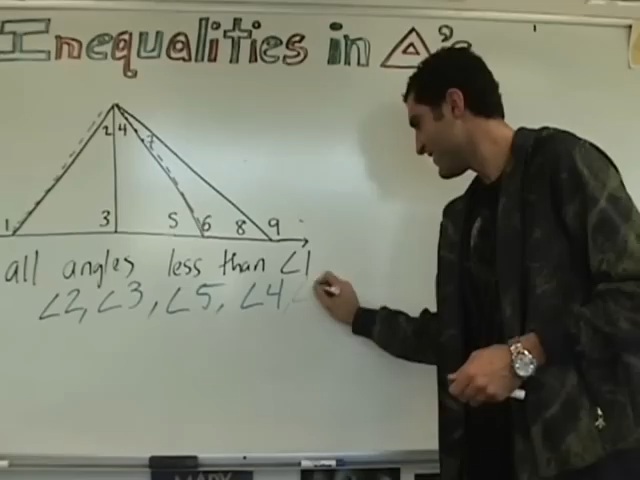 Inequalities in △'s
2 4 7
1 3 5 6 8 9
all angles less than ∠1
∠2, ∠3, ∠5, ∠4,